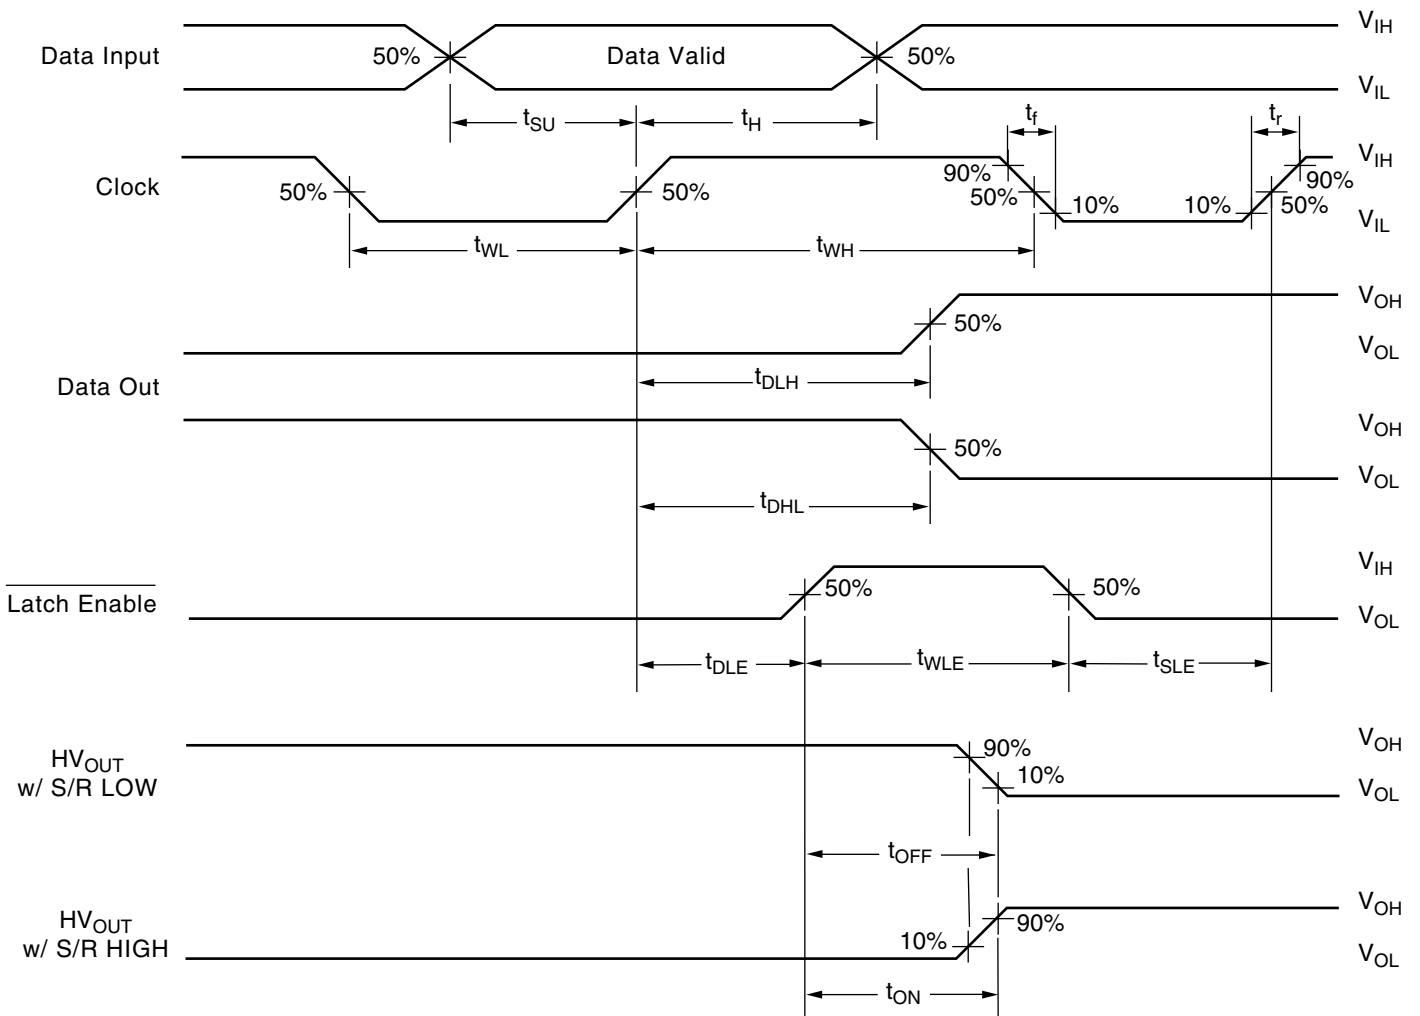 V_IH
Data Input 50% Data Valid 50%
V_IL
t_SU t_H t_f t_r
V_IH
90% 90%
Clock 50% 50% 50% 10% 10% 50%
V_IL
t_WL t_WH
V_OH
50%
V_OL
t_DLH
Data Out
V_OH
50%
V_OL
t_DHL
V_IH
Latch Enable 50% 50%
V_OL
t_DLE t_WLE t_SLE
V_OH
HV_OUT 90%
w/ S/R LOW 10%
V_OL
t_OFF
V_OH
HV_OUT 90%
w/ S/R HIGH 10%
V_OL
t_ON